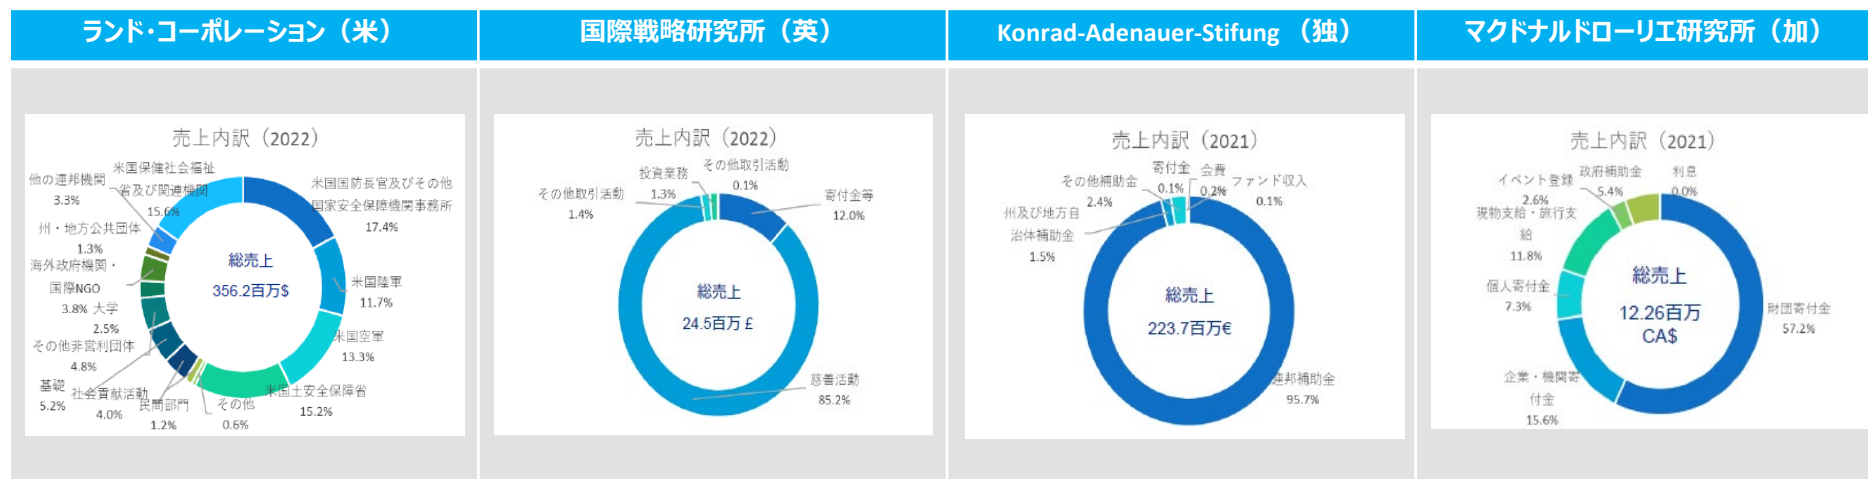 ランド・コーポレーション（米）
国際戦略研究所（英）
Konrad-Adenauer-Stifung （独）
マクドナルドローリエ研究所（加）
売上内訳（2022）
米国保健社会福祉
省及び関連機関
15.6%
他の連邦機関
3.3%
州・地方公共団体
1.3%
海外政府機関・
国際NGO
3.8%
大学
2.5%
その他非営利団体
4.8%
基礎
5.2%
社会貢献活動
4.0%
民間部門
1.2%
その他
0.6%
米国土安全保障省
15.2%
米国空軍
13.3%
米国陸軍
11.7%
米国国防長官及びその他
国家安全保障機関事務所
17.4%
総売上
356.2百万$
売上内訳（2022）
その他取引活動
1.4%
投資業務
1.3%
その他取引活動
0.1%
寄付金等
12.0%
総売上
24.5百万£
慈善活動
85.2%
売上内訳（2021）
寄付金
0.1%
会費
0.2%
ファンド収入
0.1%
その他補助金
2.4%
州及び地方自
治体補助金
1.5%
総売上
223.7百万€
連邦補助金
95.7%
売上内訳（2021）
政府補助金
5.4%
利息
0.0%
イベント登録
2.6%
現物支給・旅行支
給
11.8%
個人寄付金
7.3%
総売上
12.26百万
CA$
財団寄付金
57.2%
企業・機関寄
付金
15.6%